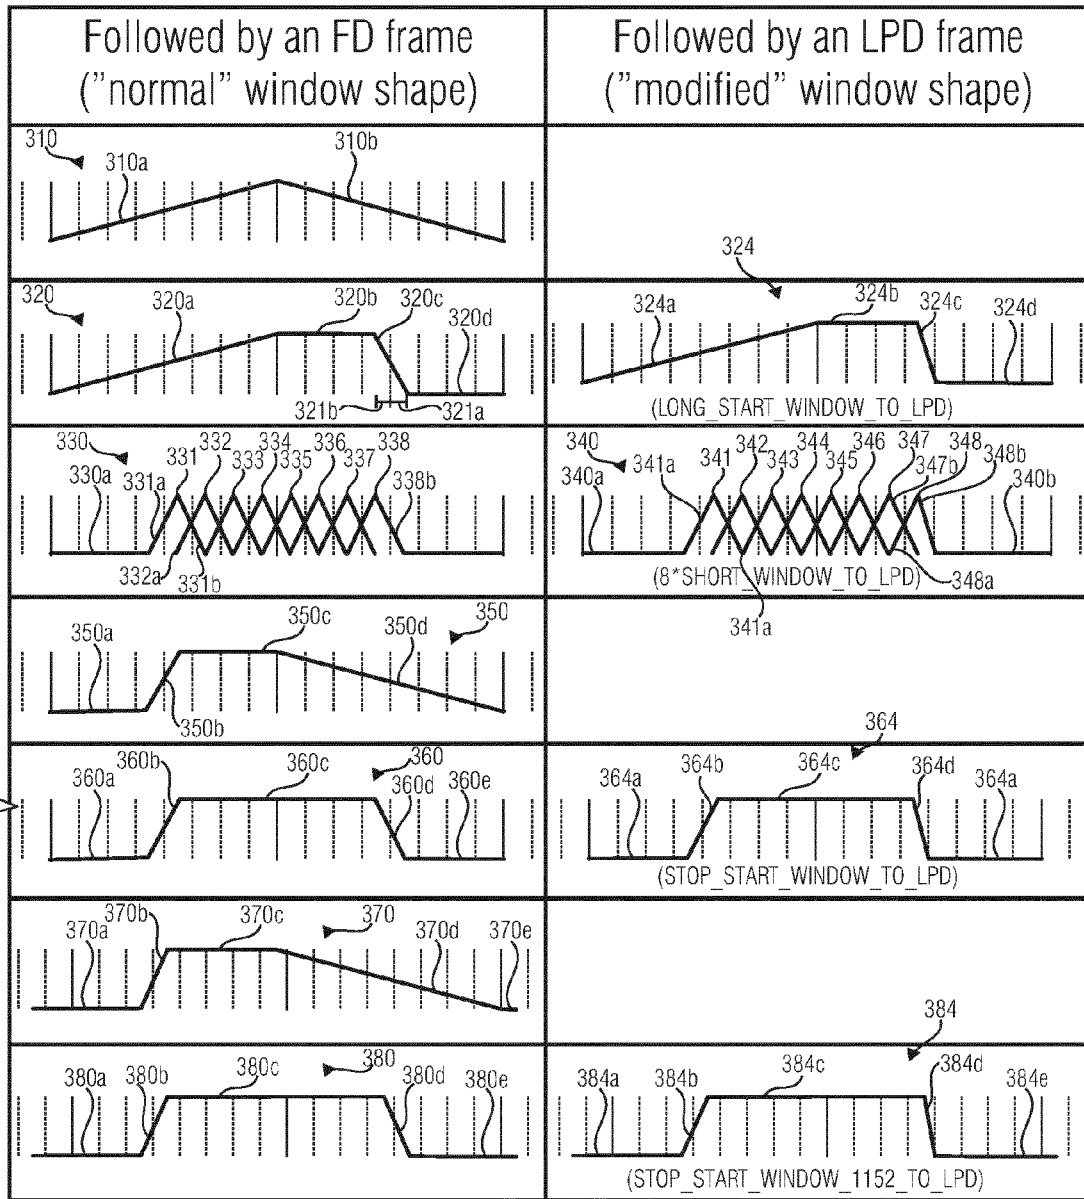 Followed by an FD frame
("normal" window shape)
Followed by an LPD frame
("modified" window shape)
310
310a
310b
320
320a
320b
320c
320d
321b
321a
324
324a
324b
324c
324d
(LONG_START_WINDOW_TO_LPD)
330
330a
331a
331
332
333
334
335
336
337
338
338b
332a
331b
340
340a
341a
341
342
343
344
345
346
347
347b
348
348b
340b
348a
(8*SHORT_WINDOW_TO_LPD)
341a
350a
350b
350c
350d
350
360a
360b
360c
360
360d
360e
364
364a
364b
364c
364d
364a
(STOP_START_WINDOW_TO_LPD)
370a
370b
370c
370
370d
370e
380a
380b
380c
380
380d
380e
384
384a
384b
384c
384d
384e
(STOP_START_WINDOW_1152_TO_LPD)